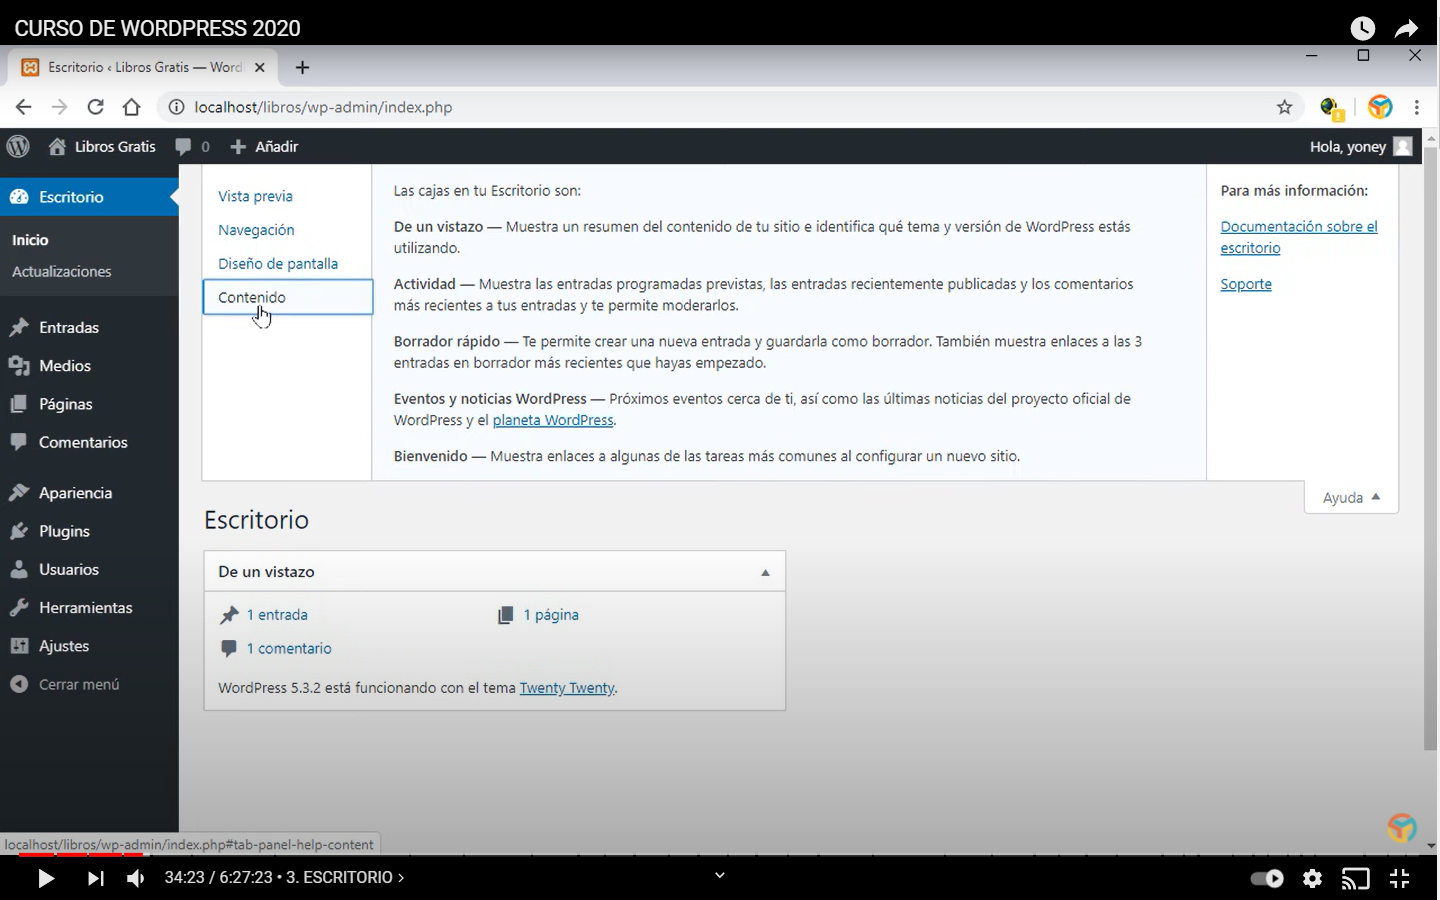 CURSO DE WORDPRESS 2020
Escritorio ‹ Libros Gratis — Word
localhost/libros/wp-admin/index.php
Libros Gratis
0
Añadir
Hola, yoney
Escritorio
Inicio
Actualizaciones
Entradas
Medios
Páginas
Comentarios
Apariencia
Plugins
Usuarios
Herramientas
Ajustes
Cerrar menú
Vista previa
Navegación
Diseño de pantalla
Contenido
Las cajas en tu Escritorio son:
De un vistazo — Muestra un resumen del contenido de tu sitio e identifica qué tema y versión de WordPress estás
utilizando.
Actividad — Muestra las entradas programadas previstas, las entradas recientemente publicadas y los comentarios
más recientes a tus entradas y te permite moderarlos.
Borrador rápido — Te permite crear una nueva entrada y guardarla como borrador. También muestra enlaces a las 3
entradas en borrador más recientes que hayas empezado.
Eventos y noticias WordPress — Próximos eventos cerca de ti, así como las últimas noticias del proyecto oficial de
WordPress y el planeta WordPress.
Bienvenido — Muestra enlaces a algunas de las tareas más comunes al configurar un nuevo sitio.
Para más información:
Documentación sobre el
escritorio
Soporte
Ayuda
Escritorio
De un vistazo
1 entrada
1 página
1 comentario
WordPress 5.3.2 está funcionando con el tema Twenty Twenty.
localhost/libros/wp-admin/index.php#tab-panel-help-content
34:23 / 6:27:23 • 3. ESCRITORIO ›